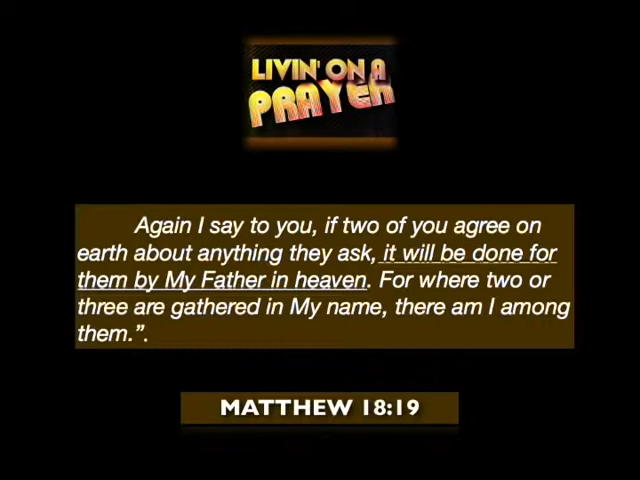 LIVIN' ON A
PRAYER
Again I say to you, if two of you agree on
earth about anything they ask, it will be done for
them by My Father in heaven. For where two or
three are gathered in My name, there am I among
them.”.
MATTHEW 18:19